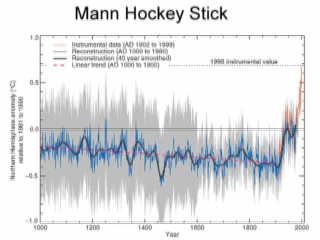 Mann Hockey Stick
Instrumental data (AD 1902 to 1999)
Reconstruction (AD 1000 to 1980)
Reconstruction (40 year smoothed)
Linear trend (AD 1000 to 1900)
1998 instrumental value
Northern Hemisphere anomaly (°C)
relative to 1961 to 1990
1.0
0.5
0.0
−0.5
−1.0
1000 1200 1400 1600 1800 2000
Year